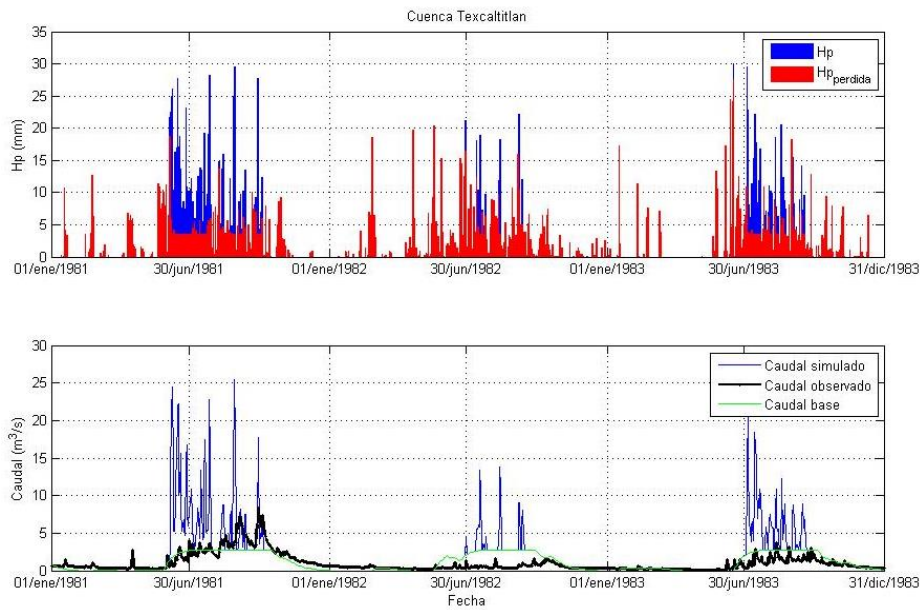 Cuenca Texcaltitlan
35
30
25
20
15
10
5
0
Hp (mm)
Hp
Hp_perdida
01/ene/1981 30/jun/1981 01/ene/1982 30/jun/1982 01/ene/1983 30/jun/1983 31/dic/1983
30
25
20
15
10
5
0
Caudal (m³/s)
Caudal simulado
Caudal observado
Caudal base
01/ene/1981 30/jun/1981 01/ene/1982 30/jun/1982 01/ene/1983 30/jun/1983 31/dic/1983
Fecha